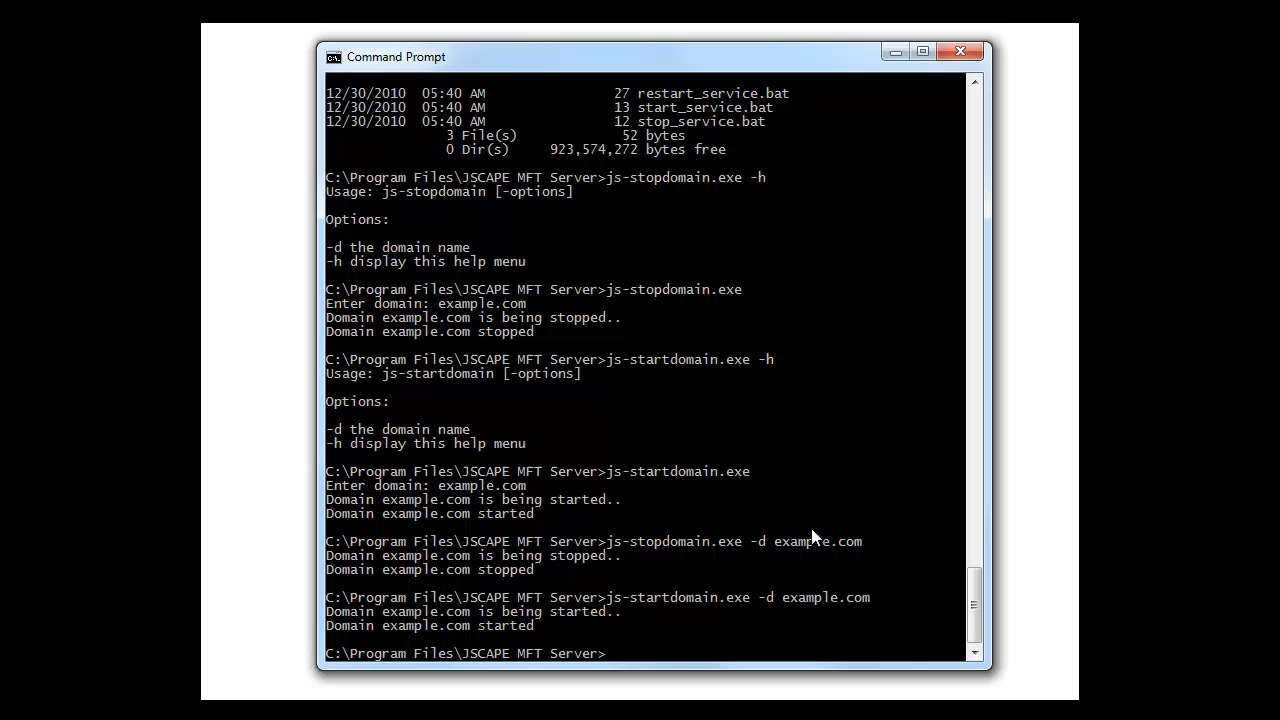 Command Prompt
12/30/2010  05:40 AM                27 restart_service.bat
12/30/2010  05:40 AM                13 start_service.bat
12/30/2010  05:40 AM                12 stop_service.bat
               3 File(s)             52 bytes
               0 Dir(s)     923,574,272 bytes free
C:\Program Files\JSCAPE MFT Server>js-stopdomain.exe -h
Usage: js-stopdomain [-options]
Options:
-d the domain name
-h display this help menu
C:\Program Files\JSCAPE MFT Server>js-stopdomain.exe
Enter domain: example.com
Domain example.com is being stopped..
Domain example.com stopped
C:\Program Files\JSCAPE MFT Server>js-startdomain.exe -h
Usage: js-startdomain [-options]
Options:
-d the domain name
-h display this help menu
C:\Program Files\JSCAPE MFT Server>js-startdomain.exe
Enter domain: example.com
Domain example.com is being started..
Domain example.com started
C:\Program Files\JSCAPE MFT Server>js-stopdomain.exe -d example.com
Domain example.com is being stopped..
Domain example.com stopped
C:\Program Files\JSCAPE MFT Server>js-startdomain.exe -d example.com
Domain example.com is being started..
Domain example.com started
C:\Program Files\JSCAPE MFT Server>